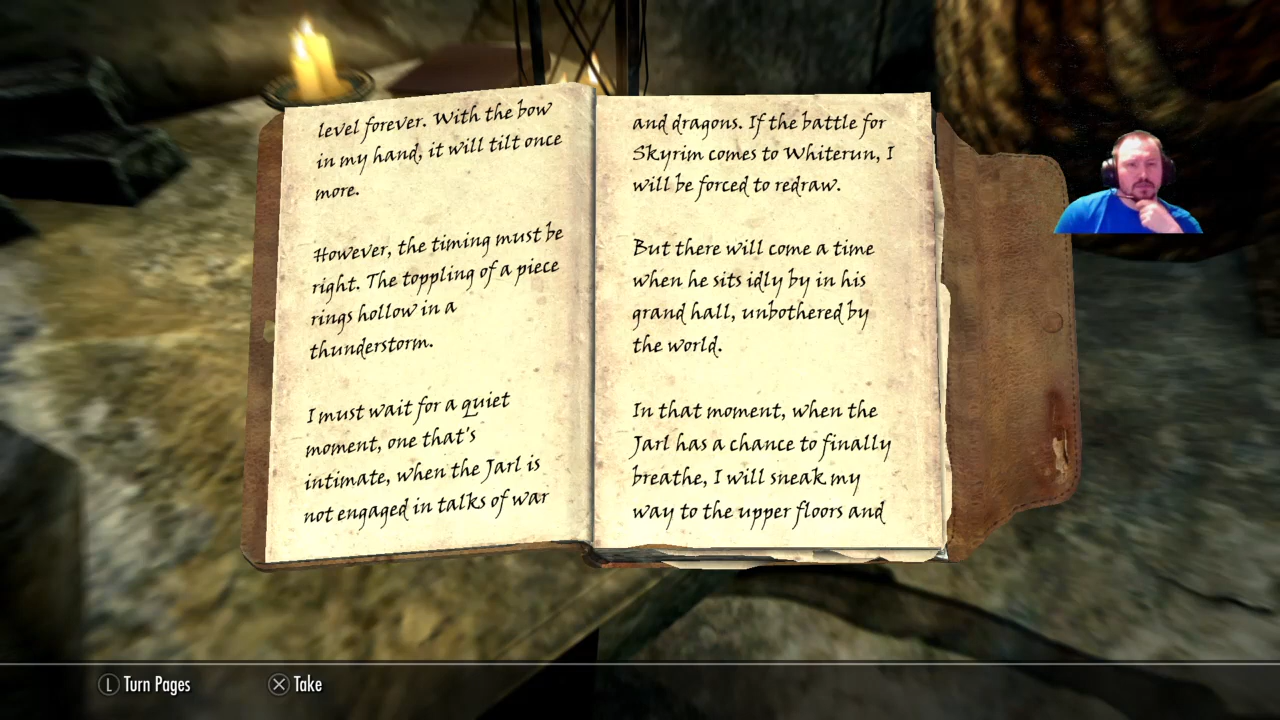 level forever. With the bow
in my hand, it will tilt once
more.
However, the timing must be
right. The toppling of a piece
rings hollow in a
thunderstorm.
I must wait for a quiet
moment, one that's
intimate, when the Jarl is
not engaged in talks of war
and dragons. If the battle for
Skyrim comes to Whiterun, I
will be forced to redraw.
But there will come a time
when he sits idly by in his
grand hall, unbothered by
the world.
In that moment, when the
Jarl has a chance to finally
breathe, I will sneak my
way to the upper floors and
L Turn Pages
X Take